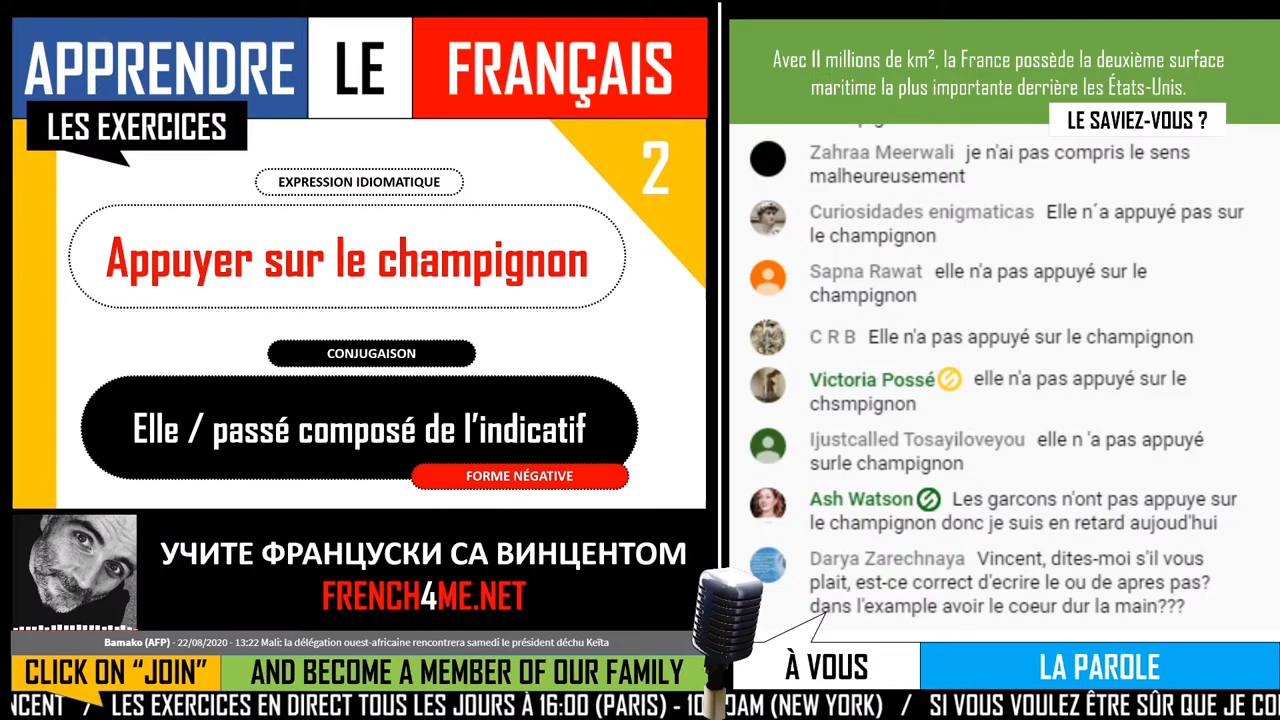 APPRENDRE LE FRANÇAIS
LES EXERCICES
2
EXPRESSION IDIOMATIQUE
Appuyer sur le champignon
CONJUGAISON
Elle / passé composé de l'indicatif
FORME NÉGATIVE
УЧИТЕ ФРАНЦУСКИ СА ВИНЦЕНТОМ
FRENCH4ME.NET
Bamako (AFP) - 22/08/2020 - 13:22 Mali: la délégation ouest-africaine rencontrera samedi le président déchu Keïta
CLICK ON “JOIN” AND BECOME A MEMBER OF OUR FAMILY
Avec 11 millions de km², la France possède la deuxième surface
maritime la plus importante derrière les États-Unis.
LE SAVIEZ-VOUS ?
Zahraa Meerwali je n'ai pas compris le sens
malheureusement
Curiosidades enigmaticas Elle n´a appuyé pas sur
le champignon
Sapna Rawat elle n'a pas appuyé sur le
champignon
C R B Elle n'a pas appuyé sur le champignon
Victoria Possé elle n'a pas appuyé sur le
chsmpignon
Ijustcalled Tosayiloveyou elle n 'a pas appuyé
surle champignon
Ash Watson Les garcons n'ont pas appuye sur
le champignon donc je suis en retard aujoud'hui
Darya Zarechnaya Vincent, dites-moi s'il vous
plait, est-ce correct d'ecrire le ou de apres pas?
dans l'example avoir le coeur dur la main???
À VOUS LA PAROLE
NCENT / LES EXERCICES EN DIRECT TOUS LES JOURS À 16:00 (PARIS) - 10 0AM (NEW YORK) / SI VOUS VOULEZ ÊTRE SÛR QUE JE CO